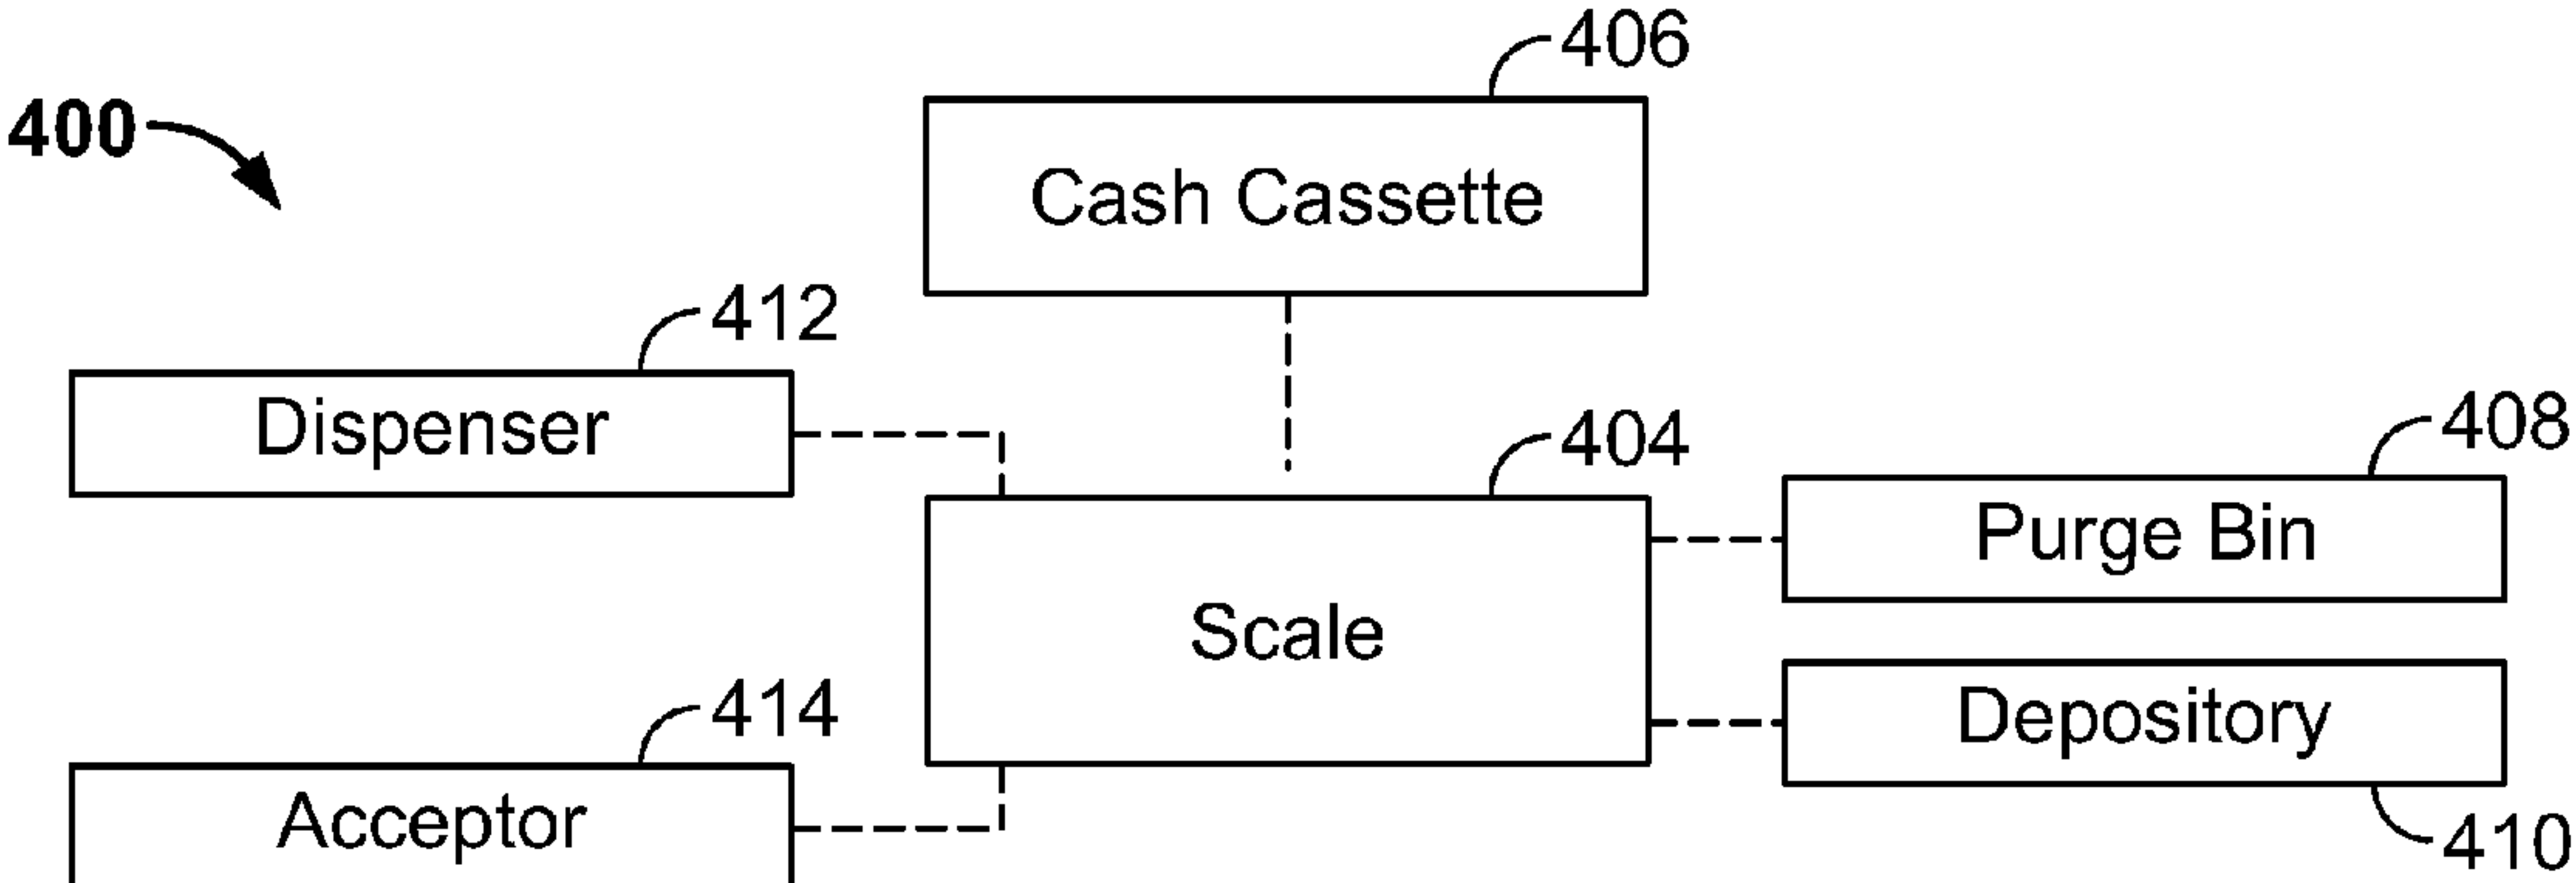 406
400
Cash Cassette
412
Dispenser
404
408
Purge Bin
Scale
414
Depository
Acceptor
410